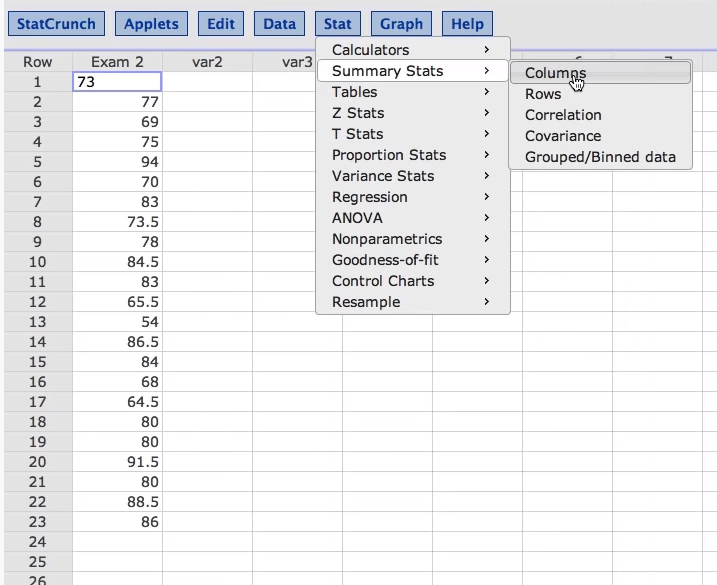 StatCrunch Applets Edit Data Stat Graph Help
Row Exam 2 var2 var3
Calculators
Summary Stats
Tables
Z Stats
T Stats
Proportion Stats
Variance Stats
Regression
ANOVA
Nonparametrics
Goodness-of-fit
Control Charts
Resample
Columns
Rows
Correlation
Covariance
Grouped/Binned data
1 73
2 77
3 69
4 75
5 94
6 70
7 83
8 73.5
9 78
10 84.5
11 83
12 65.5
13 54
14 86.5
15 84
16 68
17 64.5
18 80
19 80
20 91.5
21 80
22 88.5
23 86
24
25
26